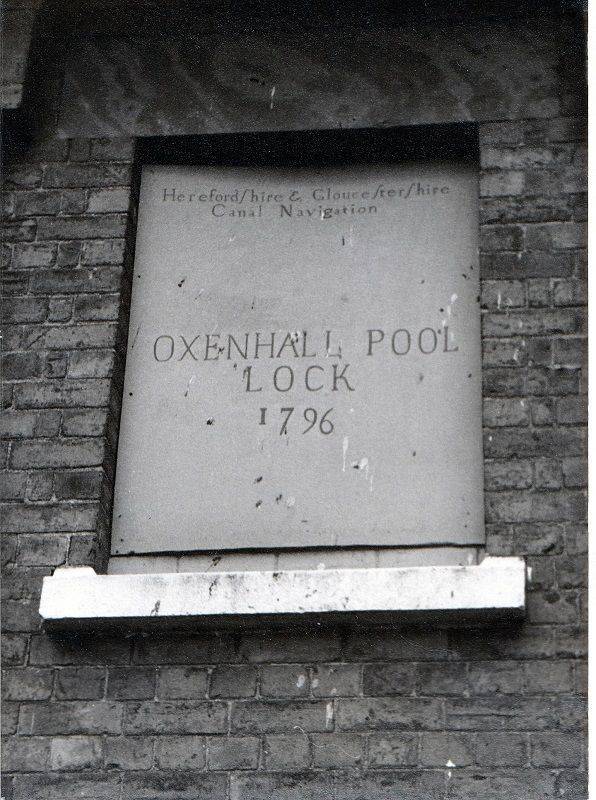 Herefordſhire & Glouceſterſhire
Canal Navigation
OXENHALL POOL
LOCK
1796